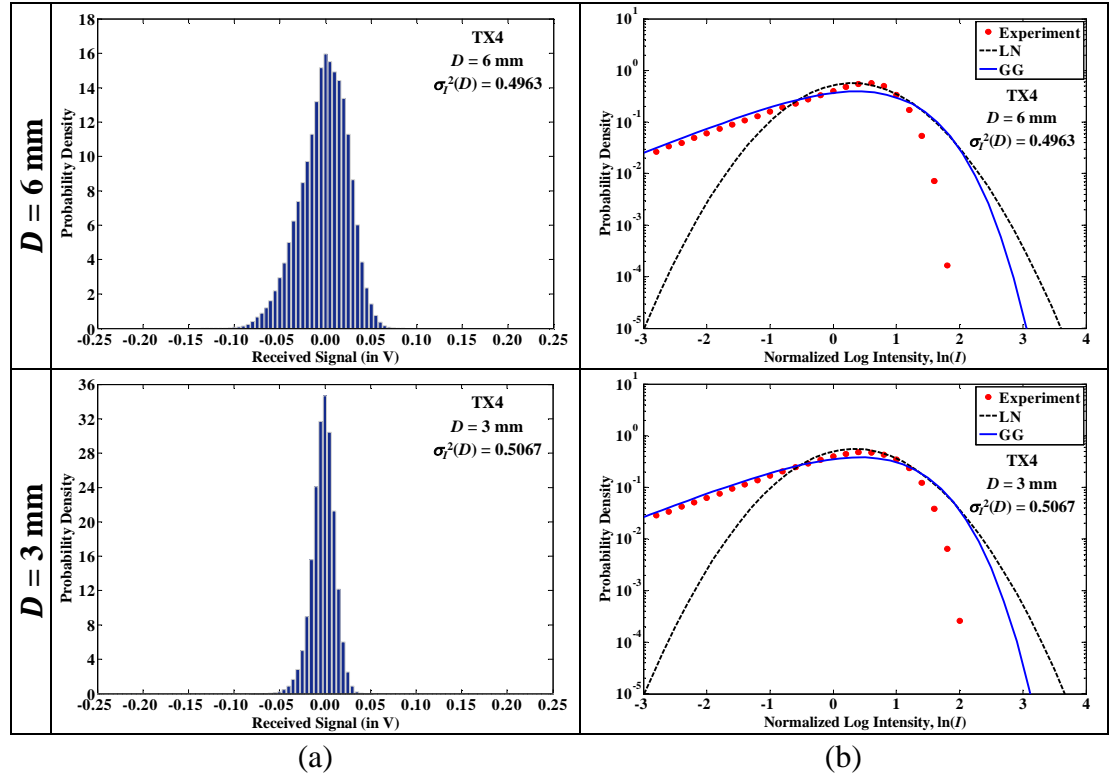 D = 6 mm
18
16
14
12
10
8
6
4
2
0
Probability Density
TX4
D = 6 mm
σI²(D) = 0.4963
-0.25 -0.20 -0.15 -0.10 -0.05 0.00 0.05 0.10 0.15 0.20 0.25
Received Signal (in V)
10¹
10⁰
10⁻¹
10⁻²
10⁻³
10⁻⁴
10⁻⁵
Probability Density
Experiment
LN
GG
TX4
D = 6 mm
σI²(D) = 0.4963
-3 -2 -1 0 1 2 3 4
Normalized Log Intensity, ln(I)
D = 3 mm
36
32
28
24
20
16
12
8
4
0
Probability Density
TX4
D = 3 mm
σI²(D) = 0.5067
-0.25 -0.20 -0.15 -0.10 -0.05 0.00 0.05 0.10 0.15 0.20 0.25
Received Signal (in V)
10¹
10⁰
10⁻¹
10⁻²
10⁻³
10⁻⁴
10⁻⁵
Probability Density
Experiment
LN
GG
TX4
D = 3 mm
σI²(D) = 0.5067
-3 -2 -1 0 1 2 3 4
Normalized Log Intensity, ln(I)
(a)
(b)